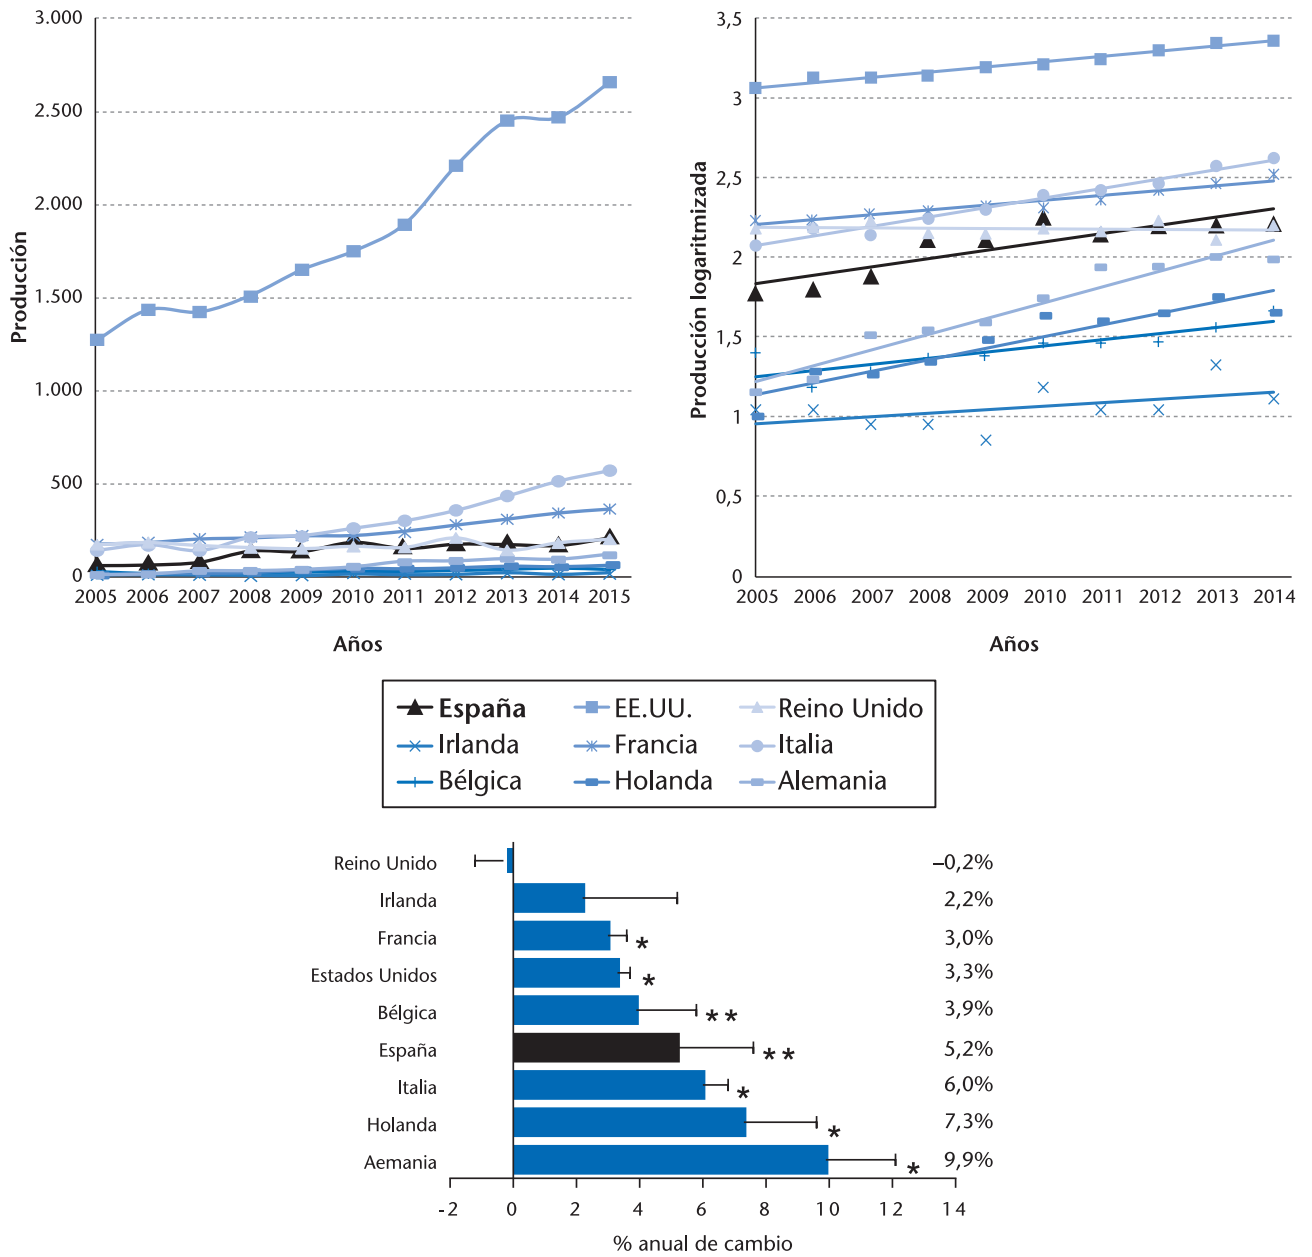 Producción
3.000
2.500
2.000
1.500
1.000
500
0
2005 2006 2007 2008 2009 2010 2011 2012 2013 2014 2015
Años
Producción logaritmizada
3,5
3
2,5
2
1,5
1
0,5
0
2005 2006 2007 2008 2009 2010 2011 2012 2013 2014
Años
España EE.UU. Reino Unido
Irlanda Francia Italia
Bélgica Holanda Alemania
Reino Unido –0,2%
Irlanda 2,2%
Francia * 3,0%
Estados Unidos * 3,3%
Bélgica ** 3,9%
España ** 5,2%
Italia * 6,0%
Holanda * 7,3%
Aemania * 9,9%
-2 0 2 4 6 8 10 12 14
% anual de cambio